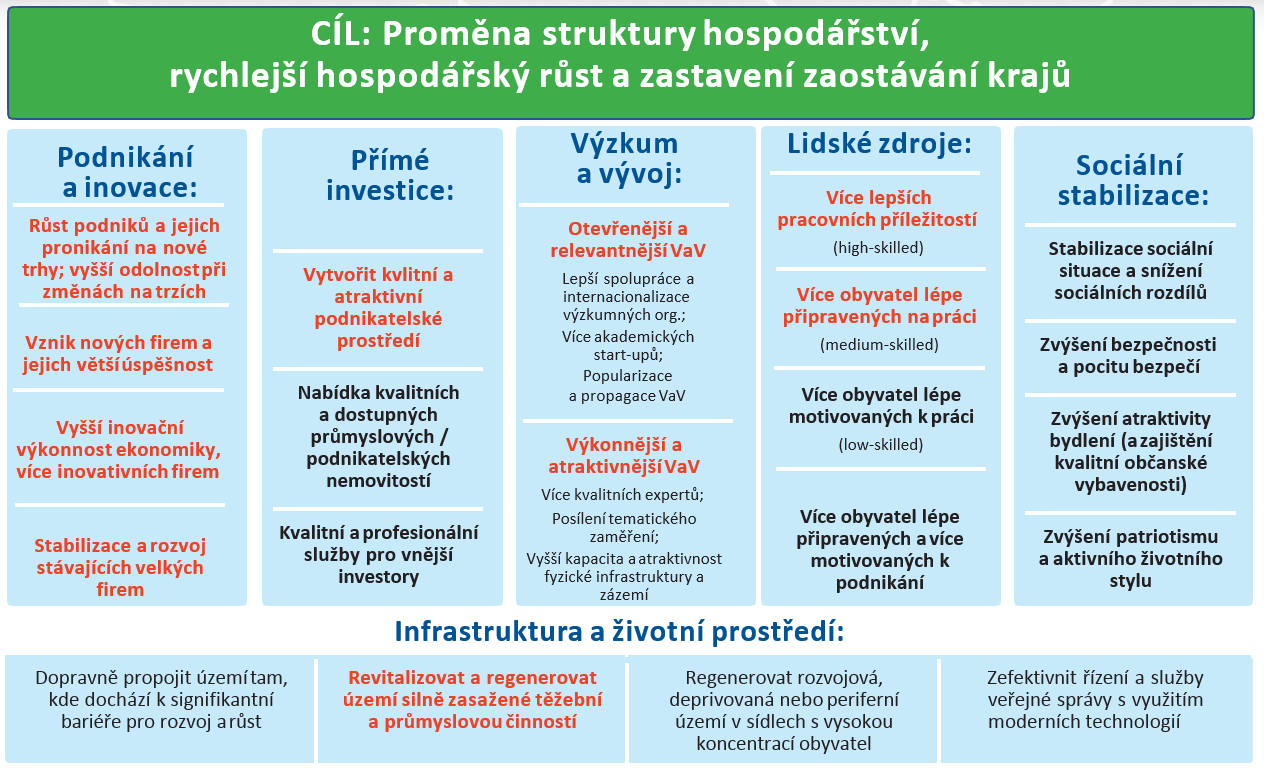 CÍL: Proměna struktury hospodářství,
rychlejší hospodářský růst a zastavení zaostávání krajů
Podnikání
a inovace:
Růst podniků a jejich
pronikání na nové
trhy; vyšší odolnost při
změnách na trzích
Vznik nových firem a
jejich větší úspěšnost
Vyšší inovační
výkonnost ekonomiky,
více inovativních firem
Stabilizace a rozvoj
stávajících velkých
firem
Přímé
investice:
Vytvořit kvlitní a
atraktivní
podnikatelské
prostředí
Nabídka kvalitních
a dostupných
průmyslových /
podnikatelských
nemovitostí
Kvalitní a profesionální
služby pro vnější
investory
Výzkum
a vývoj:
Otevřenější a
relevantnější VaV
Lepší spolupráce a
internacionalizace
výzkumných org.;
Více akademických
start-upů;
Popularizace
a propagace VaV
Výkonnější a
atraktivnější VaV
Více kvalitních expertů;
Posílení tematického
zaměření;
Vyšší kapacita a atraktivnost
fyzické infrastruktury a
zázemí
Lidské zdroje:
Více lepších
pracovních příležitostí
(high-skilled)
Více obyvatel lépe
připravených na práci
(medium-skilled)
Více obyvatel lépe
motivovaných k práci
(low-skilled)
Více obyvatel lépe
připravených a více
motivovaných k
podnikání
Sociální
stabilizace:
Stabilizace sociální
situace a snížení
sociálních rozdílů
Zvýšení bezpečnosti
a pocitu bezpečí
Zvýšení atraktivity
bydlení (a zajištění
kvalitní občanské
vybavenosti)
Zvýšení patriotismu
a aktivního životního
stylu
Infrastruktura a životní prostředí:
Dopravně propojit území tam,
kde dochází k signifikantní
bariéře pro rozvoj a růst
Revitalizovat a regenerovat
území silně zasažené těžební
a průmyslovou činností
Regenerovat rozvojová,
deprivovaná nebo periferní
území v sídlech s vysokou
koncentrací obyvatel
Zefektivnit řízení a služby
veřejné správy s využitím
moderních technologií